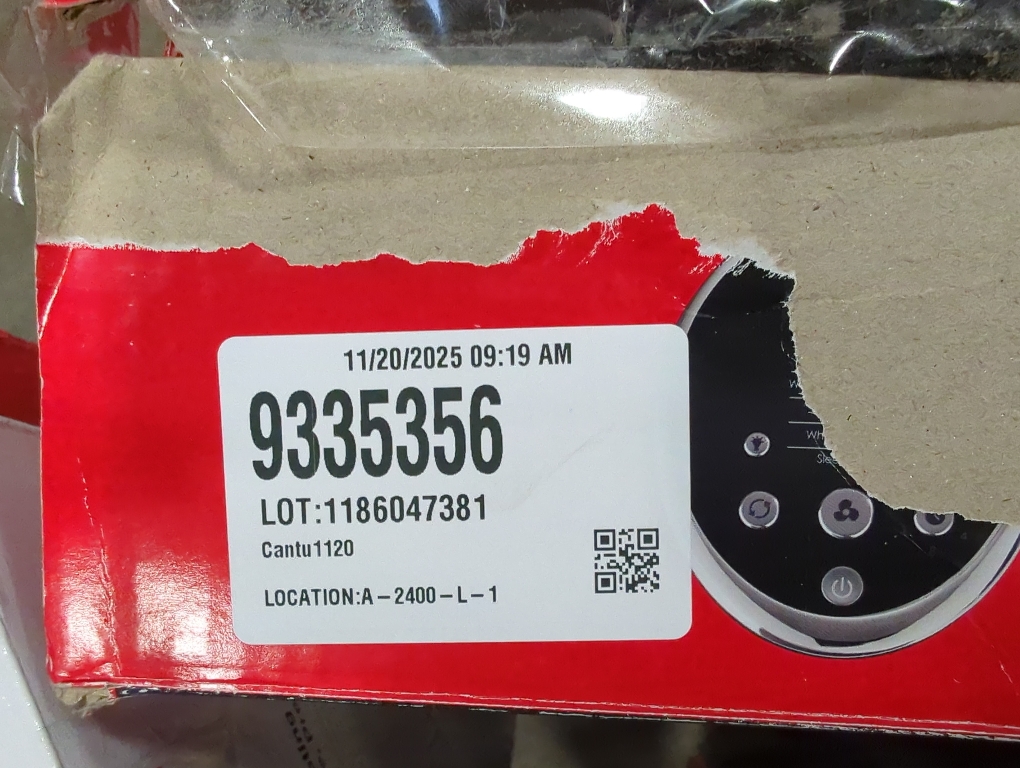 11/20/2025 09:19 AM
9335356
LOT:1186047381
Cantu1120
LOCATION:A-2400-L-1